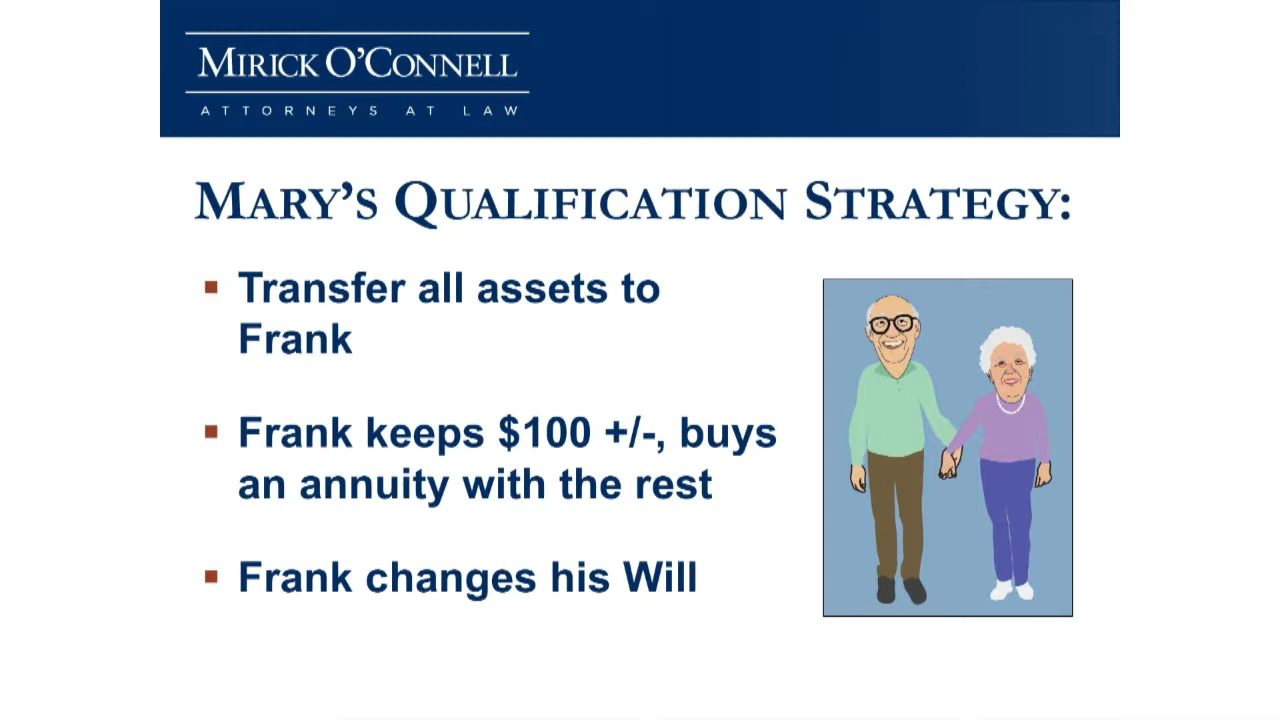 MIRICK O'CONNELL
ATTORNEYS AT LAW
MARY'S QUALIFICATION STRATEGY:
▪ Transfer all assets to
Frank
▪ Frank keeps $100 +/-, buys
an annuity with the rest
▪ Frank changes his Will